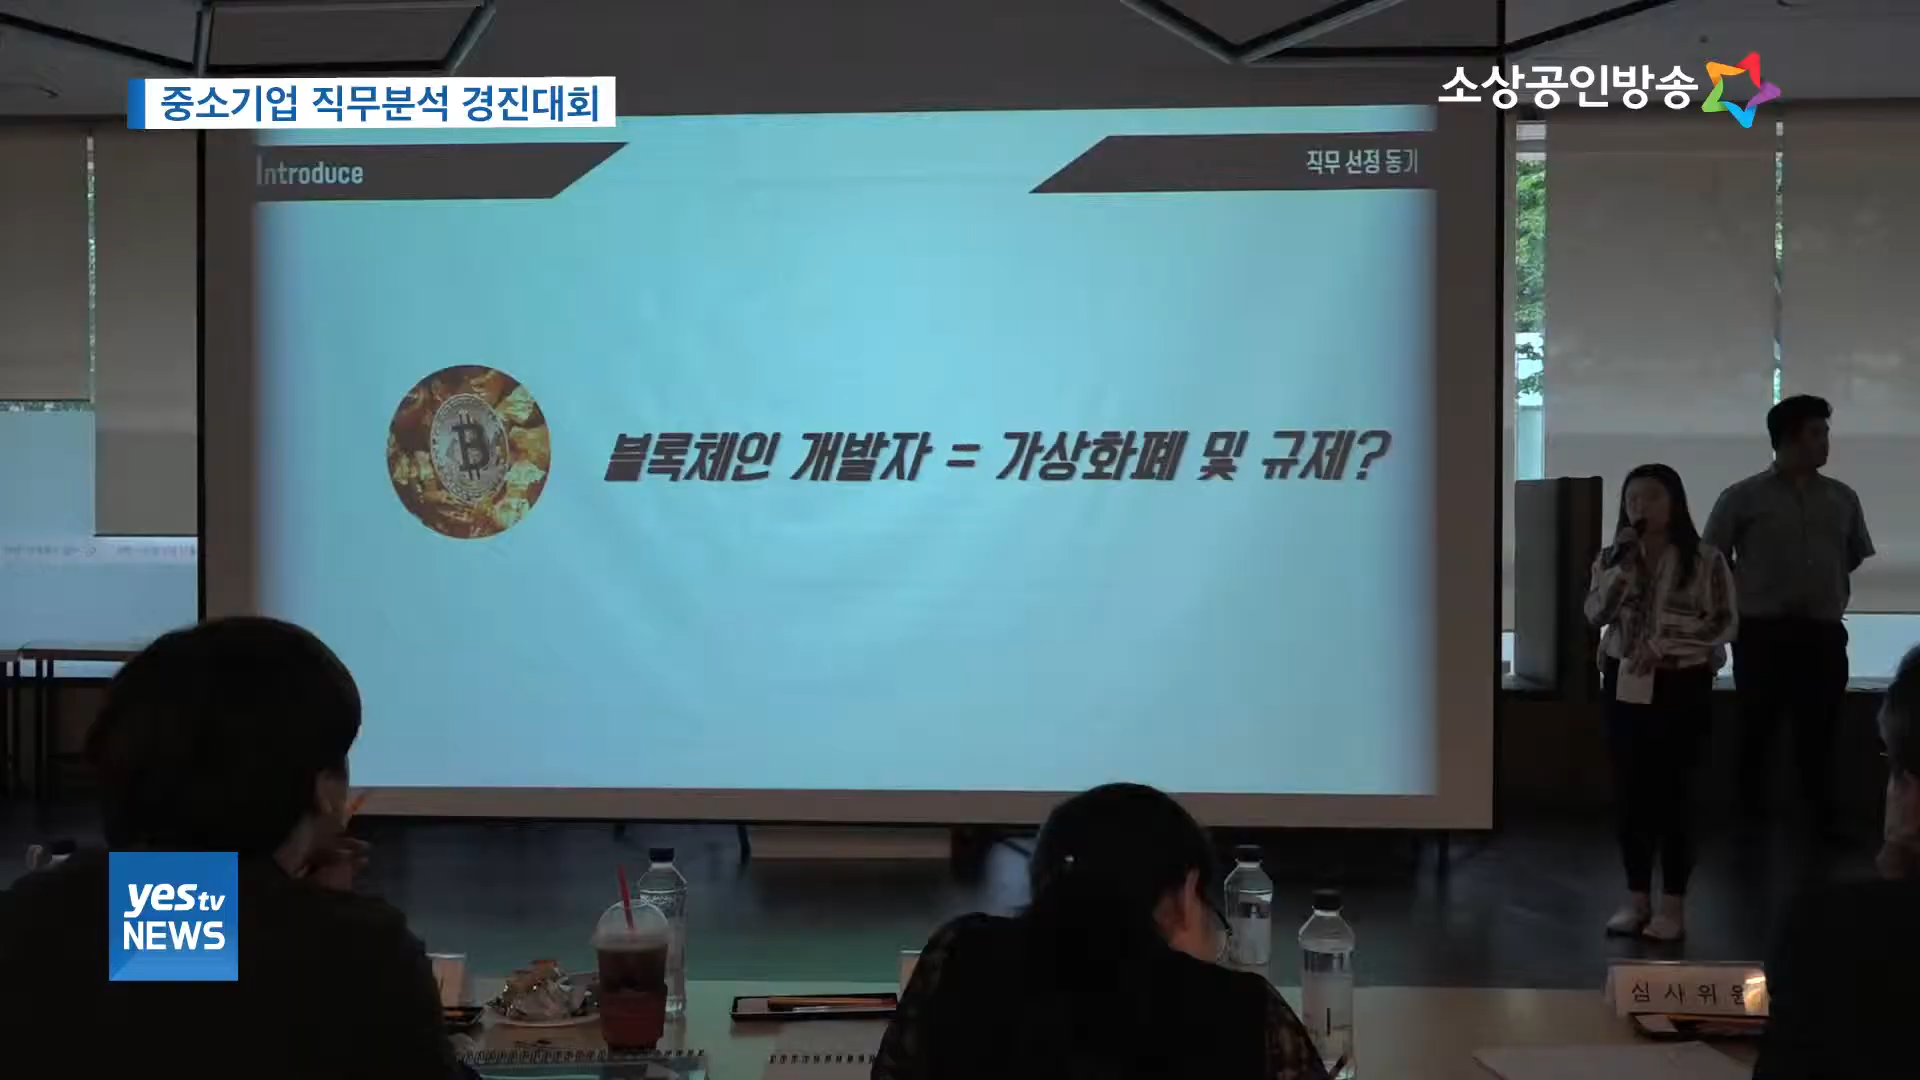 중소기업 직무분석 경진대회
소상공인방송
Introduce
직무 선정 동기
B
블록체인 개발자 = 가상화폐 및 규제?
yes tv
NEWS
심사위원